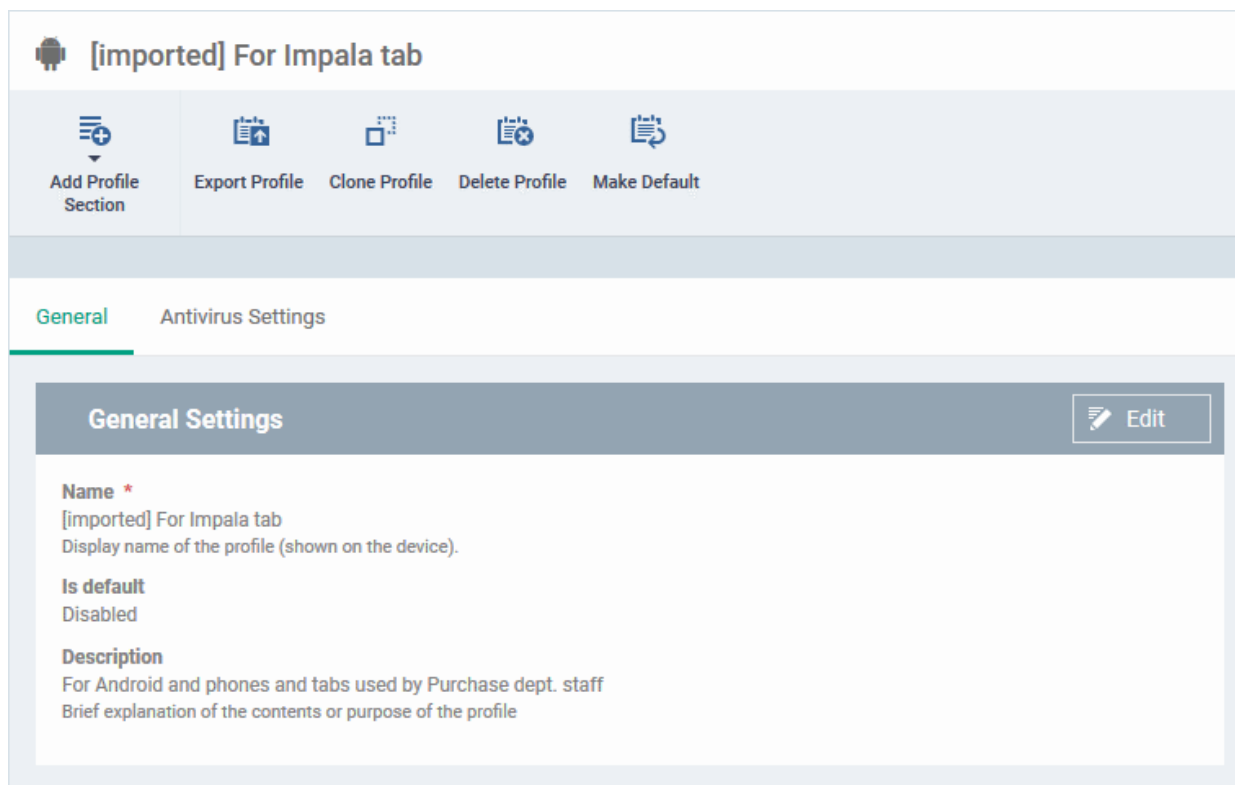 [imported] For Impala tab
Add Profile
Section
Export Profile
Clone Profile
Delete Profile
Make Default
General
Antivirus Settings
General Settings
Edit
Name *
[imported] For Impala tab
Display name of the profile (shown on the device).
Is default
Disabled
Description
For Android and phones and tabs used by Purchase dept. staff
Brief explanation of the contents or purpose of the profile